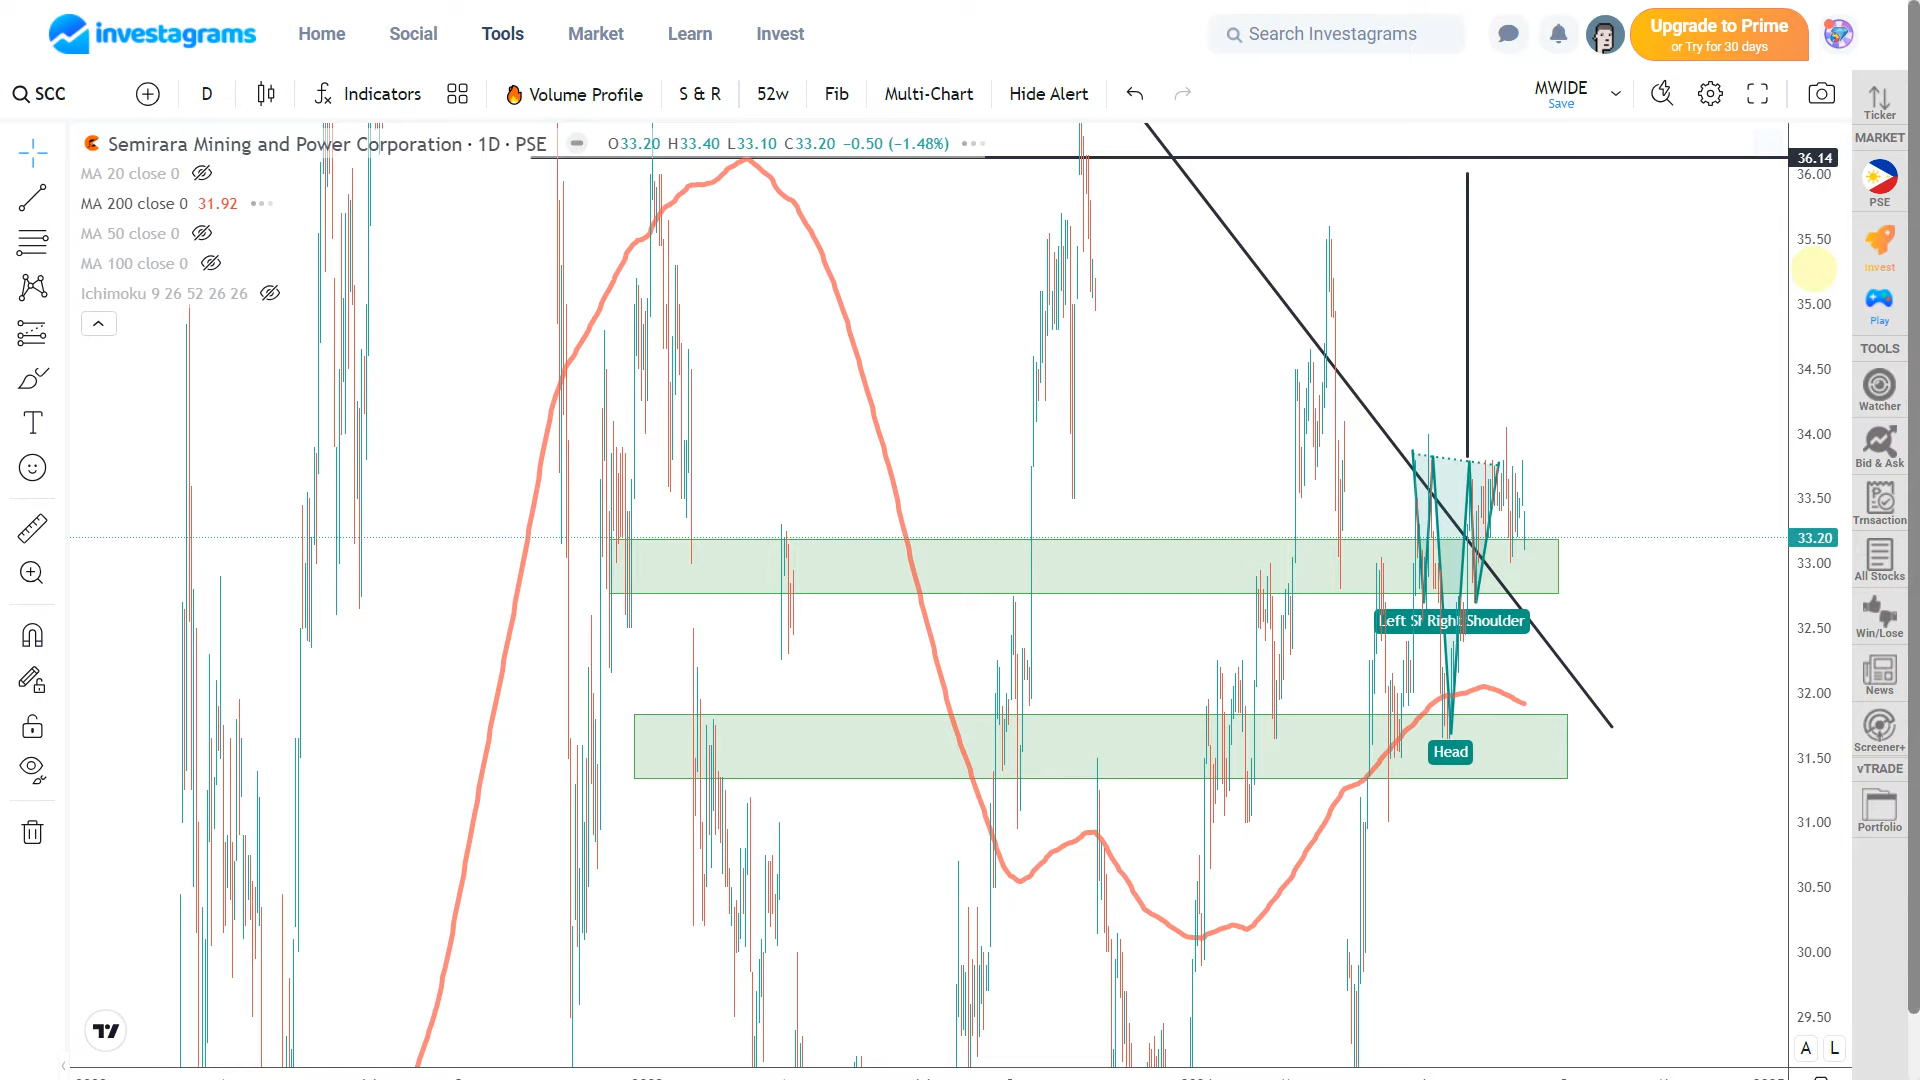 investagrams
Home
Social
Tools
Market
Learn
Invest
Search Investagrams
Upgrade to Prime
or Try for 30 days
SCC
D
Indicators
Volume Profile
S & R
52w
Fib
Multi-Chart
Hide Alert
MWIDE
Save
Semirara Mining and Power Corporation · 1D · PSE
O33.20 H33.40 L33.10 C33.20 −0.50 (−1.48%)
MA 20 close 0
MA 200 close 0 31.92
MA 50 close 0
MA 100 close 0
Ichimoku 9 26 52 26 26
36.14
36.00
35.50
35.00
34.50
34.00
33.50
33.20
33.00
32.50
32.00
31.50
31.00
30.50
30.00
29.50
Right Shoulder
Head
A L
Ticker
MARKET
PSE
Invest
Play
TOOLS
Watcher
Bid & Ask
Trnsaction
All Stocks
Win/Lose
News
Screener+
vTRADE
Portfolio